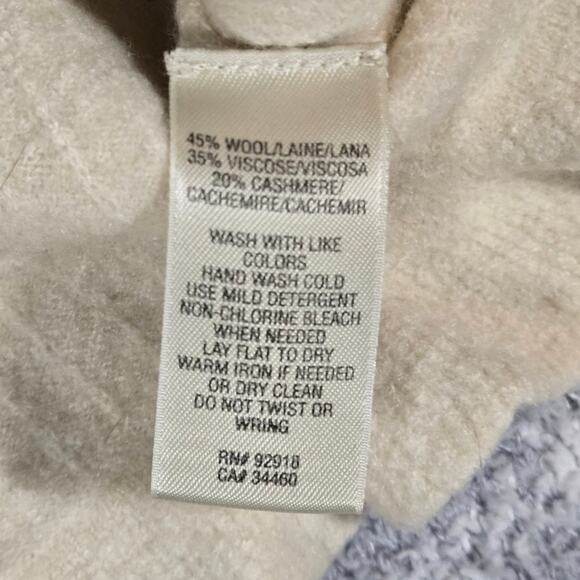 45% WOOL/LAINE/LANA
35% VISCOSE/VISCOSA
20% CASHMERE/
CACHEMIRE/CACHEMIR
WASH WITH LIKE
COLORS
HAND WASH COLD
USE MILD DETERGENT
NON-CHLORINE BLEACH
WHEN NEEDED
LAY FLAT TO DRY
WARM IRON IF NEEDED
OR DRY CLEAN
DO NOT TWIST OR
WRING
RN# 92918
CA# 34460